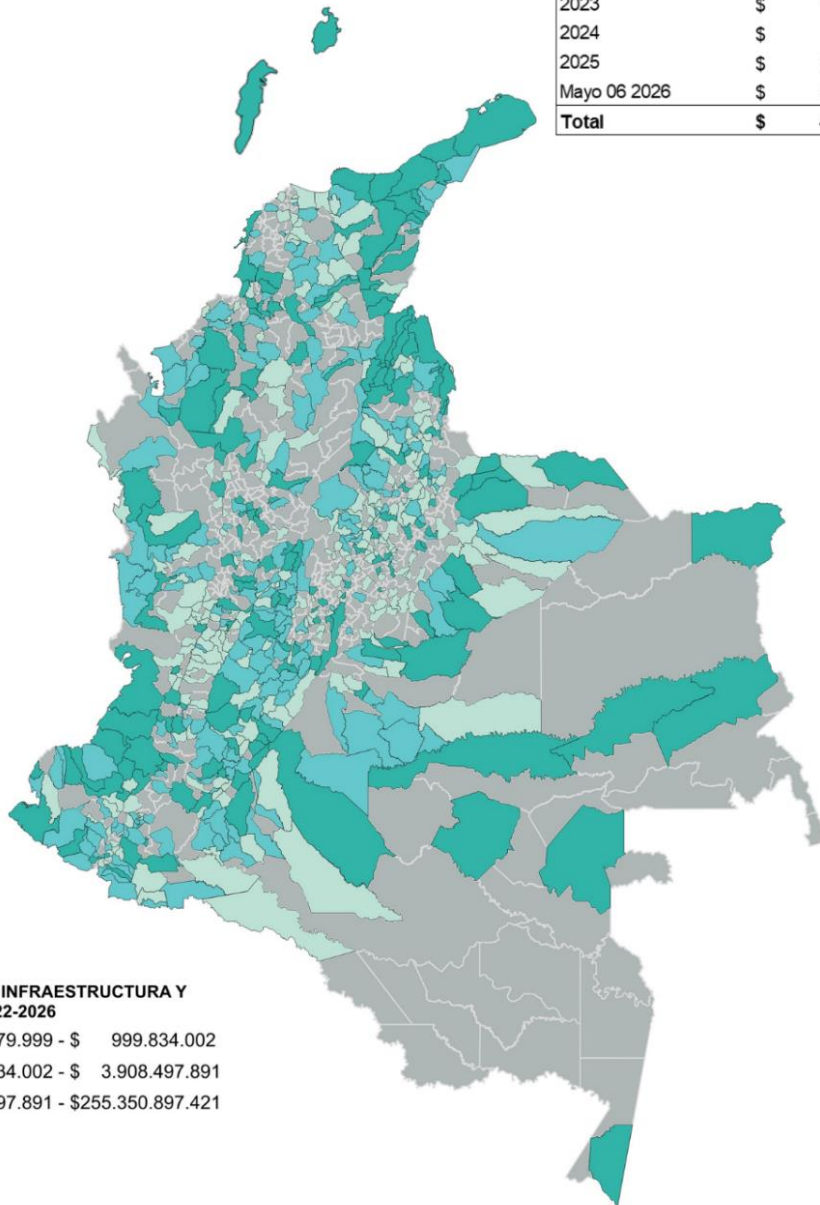 2023 $
2024 $
2025 $
Mayo 06 2026 $
Total $
INFRAESTRUCTURA Y
22-2026
79.999 - $ 999.834.002
34.002 - $ 3.908.497.891
97.891 - $255.350.897.421